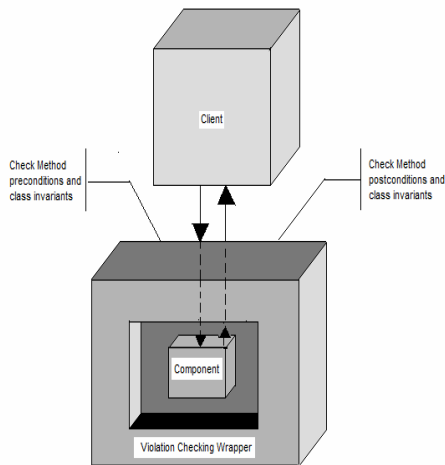 Client
Check Method
preconditions and
class invariants
Check Method
postconditions and
class invariants
Component
Violation Checking Wrapper